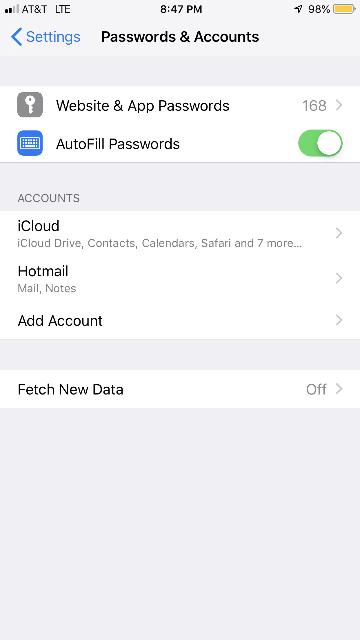 AT&T LTE 8:47 PM 98%
Settings Passwords & Accounts
Website & App Passwords 168
AutoFill Passwords
ACCOUNTS
iCloud
iCloud Drive, Contacts, Calendars, Safari and 7 more...
Hotmail
Mail, Notes
Add Account
Fetch New Data Off